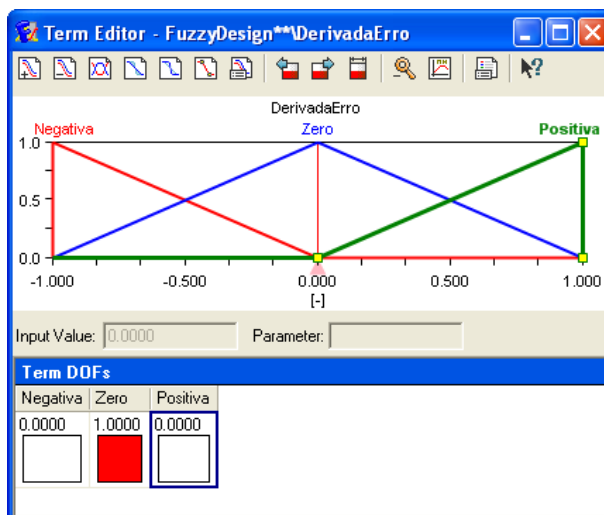 Term Editor - FuzzyDesign**\DerivadaErro
DerivadaErro
Negativa Zero Positiva
1.0
0.5
0.0
-1.000 -0.500 0.000 0.500 1.000
[-]
Input Value: 0.0000 Parameter:
Term DOFs
Negativa Zero Positiva
0.0000 1.0000 0.0000